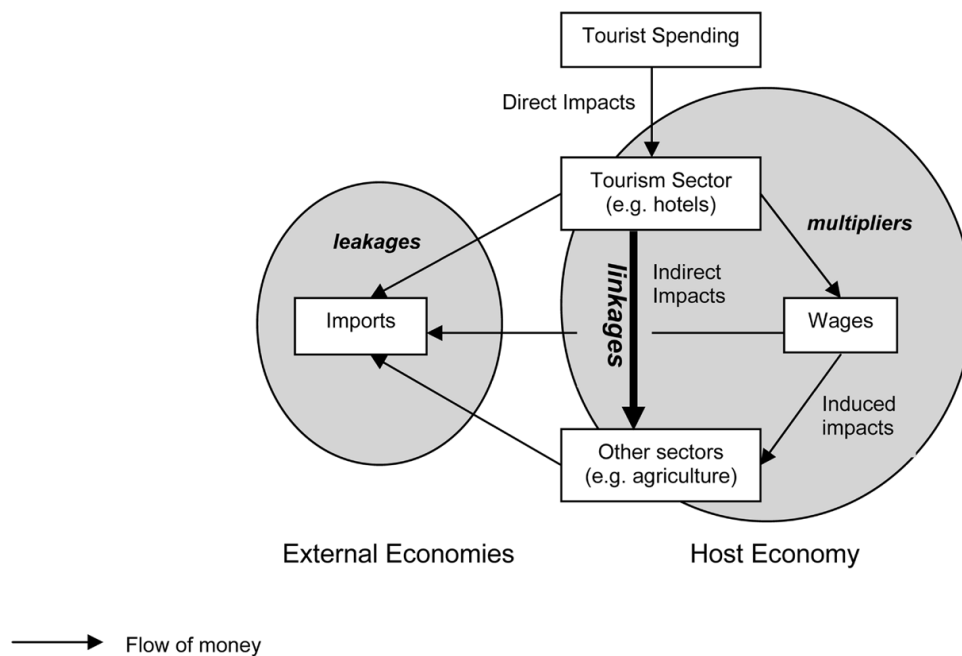 Tourist Spending
Direct Impacts
Tourism Sector
(e.g. hotels)
leakages
multipliers
linkages
Indirect
Impacts
Imports
Wages
Induced
impacts
Other sectors
(e.g. agriculture)
External Economies
Host Economy
Flow of money